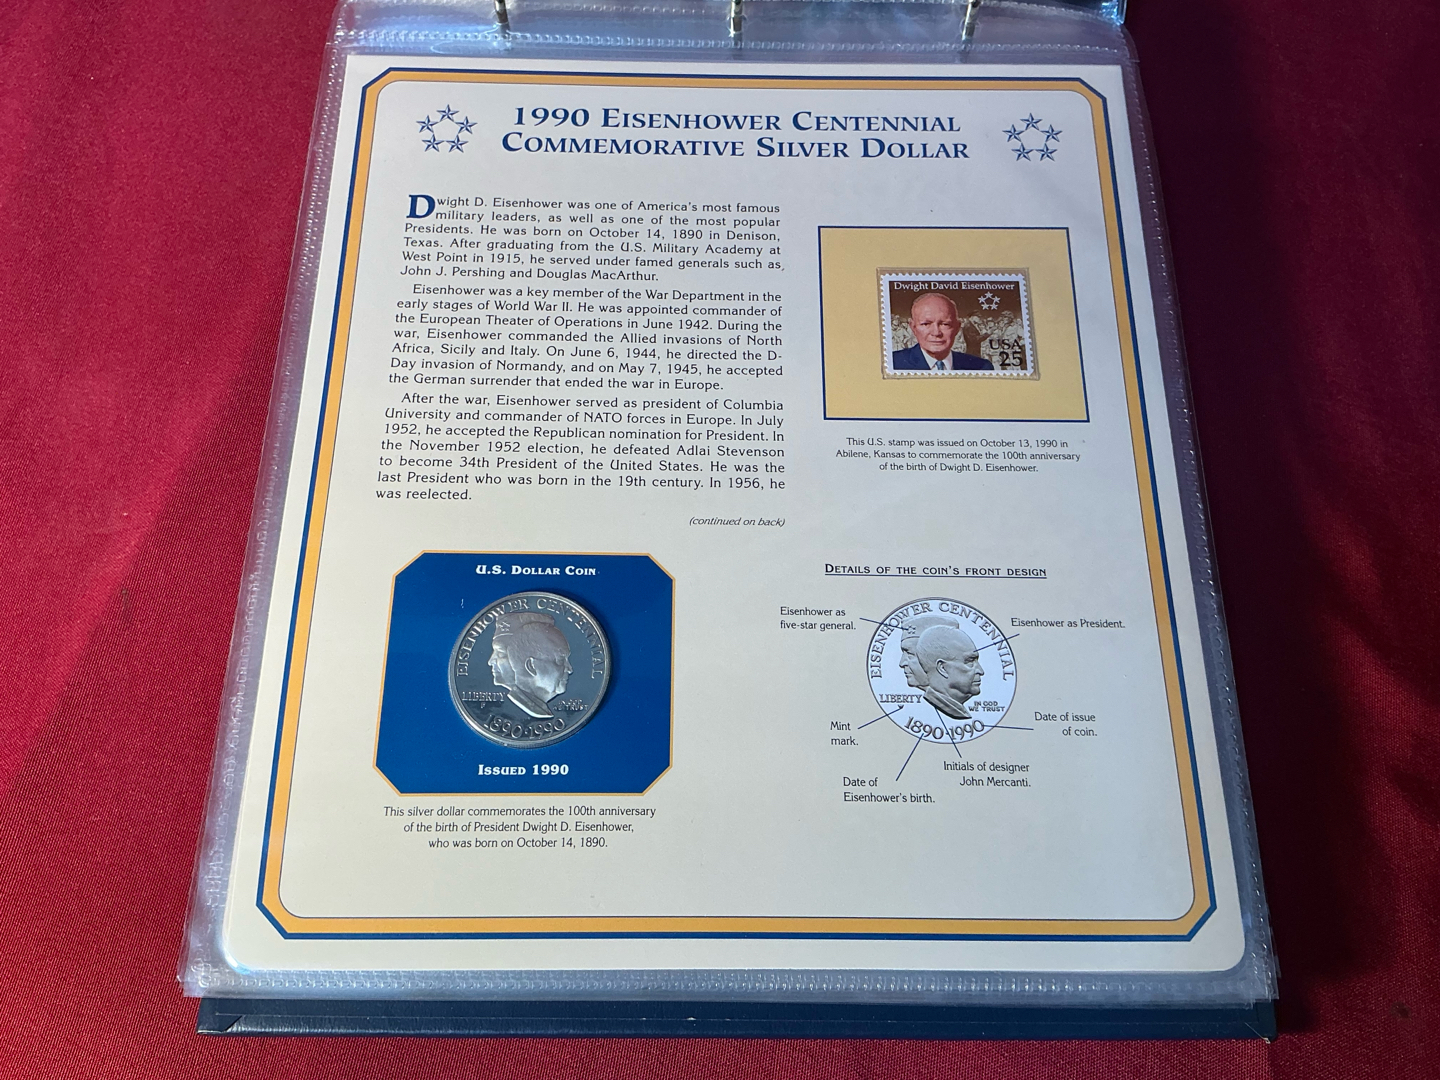 1990 Eisenhower Centennial
Commemorative Silver Dollar
Dwight D. Eisenhower was one of America's most famous
military leaders, as well as one of the most popular
Presidents. He was born on October 14, 1890 in Denison,
Texas. After graduating from the U.S. Military Academy at
West Point in 1915, he served under famed generals such as
John J. Pershing and Douglas MacArthur.
Eisenhower was a key member of the War Department in the
early stages of World War II. He was appointed commander of
the European Theater of Operations in June 1942. During the
war, Eisenhower commanded the Allied invasions of North
Africa, Sicily and Italy. On June 6, 1944, he directed the D-
Day invasion of Normandy, and on May 7, 1945, he accepted
the German surrender that ended the war in Europe.
After the war, Eisenhower served as president of Columbia
University and commander of NATO forces in Europe. In July
1952, he accepted the Republican nomination for President. In
the November 1952 election, he defeated Adlai Stevenson
to become 34th President of the United States. He was the
last President who was born in the 19th century. In 1956, he
was reelected.
(continued on back)
Dwight David Eisenhower
USA
25
This U.S. stamp was issued on October 13, 1990 in
Abilene, Kansas to commemorate the 100th anniversary
of the birth of Dwight D. Eisenhower.
U.S. Dollar Coin
EISENHOWER CENTENNIAL
LIBERTY
P
IN GOD
WE TRUST
1890-1990
Issued 1990
This silver dollar commemorates the 100th anniversary
of the birth of President Dwight D. Eisenhower,
who was born on October 14, 1890.
Details of the coin's front design
Eisenhower as
five-star general.
Eisenhower as President.
EISENHOWER CENTENNIAL
LIBERTY
IN GOD
WE TRUST
1890-1990
Mint
mark.
Date of issue
of coin.
Initials of designer
John Mercanti.
Date of
Eisenhower's birth.